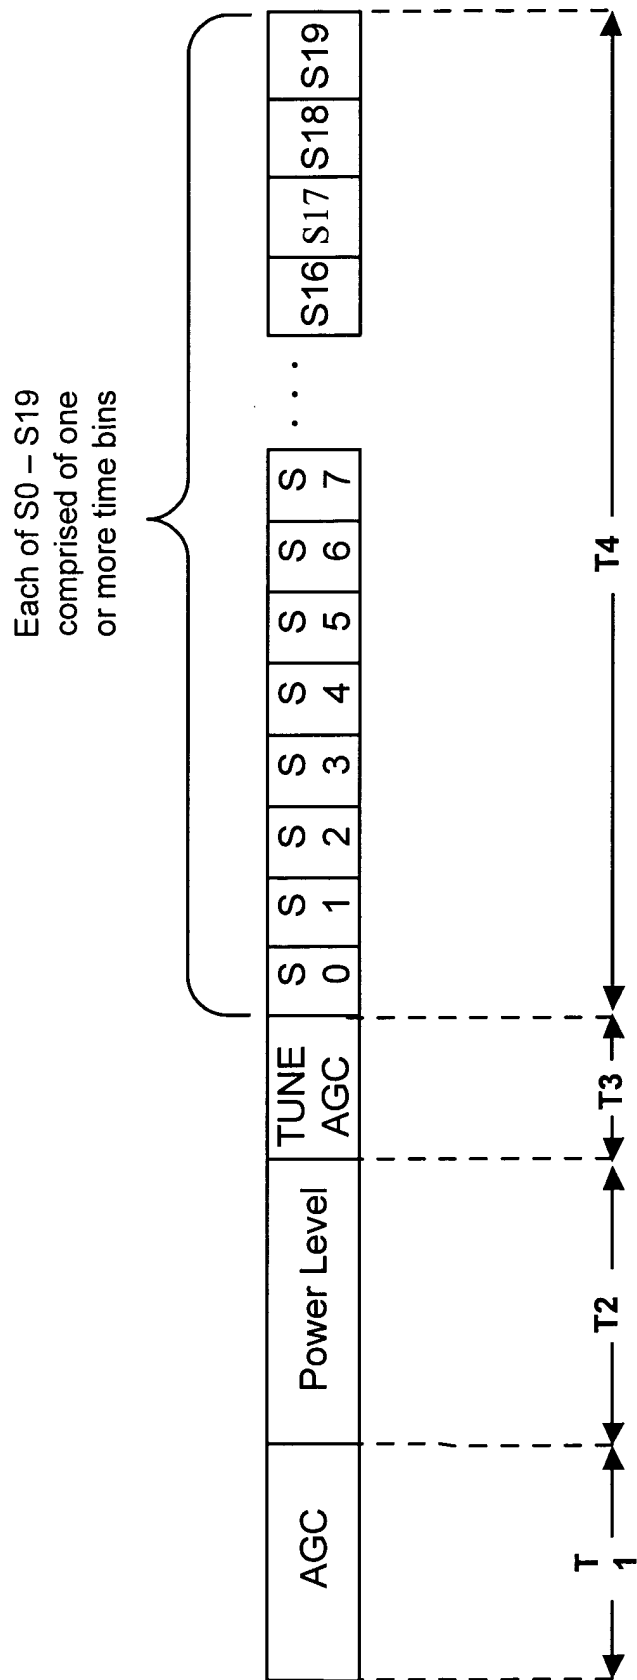 Each of S0 – S19
comprised of one
or more time bins
AGC
Power Level
TUNE
AGC
S
0
S
1
S
2
S
3
S
4
S
5
S
6
S
7
. . .
S16
S17
S18
S19
T
1
T2
T3
T4